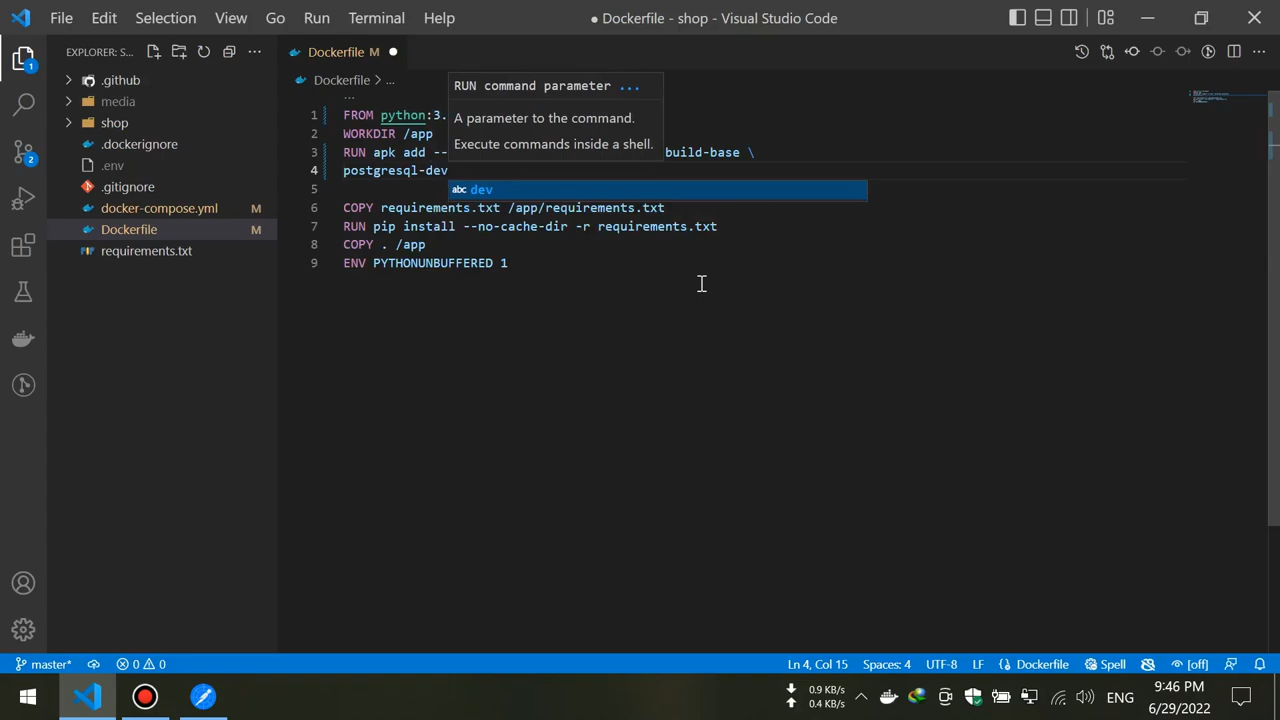 File Edit Selection View Go Run Terminal Help
● Dockerfile - shop - Visual Studio Code
EXPLORER: S...
Dockerfile M
1
.github
media
shop
.dockerignore
.env
.gitignore
docker-compose.yml M
Dockerfile M
requirements.txt
2
Dockerfile > ...
RUN command parameter ...
A parameter to the command.
Execute commands inside a shell.
1 FROM python:3.
2 WORKDIR /app
3 RUN apk add -- build-base \
4 postgresql-dev
abc dev
5
6 COPY requirements.txt /app/requirements.txt
7 RUN pip install --no-cache-dir -r requirements.txt
8 COPY . /app
9 ENV PYTHONUNBUFFERED 1
master* 0 0 Ln 4, Col 15 Spaces: 4 UTF-8 LF Dockerfile Spell [off]
0.9 KB/s
0.4 KB/s
ENG
9:46 PM
6/29/2022